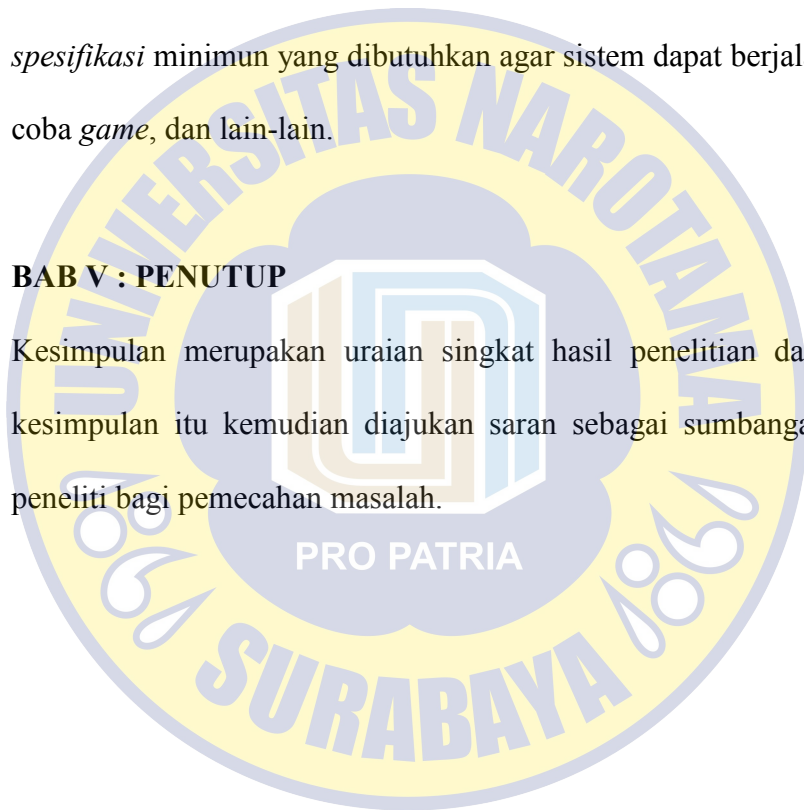 spesifikasi minimun yang dibutuhkan agar sistem dapat berjal
coba game, dan lain-lain.
BAB V : PENUTUP
Kesimpulan merupakan uraian singkat hasil penelitian da
kesimpulan itu kemudian diajukan saran sebagai sumbanga
peneliti bagi pemecahan masalah.
UNIVERSITAS NAROTAMA
PRO PATRIA
SURABAYA